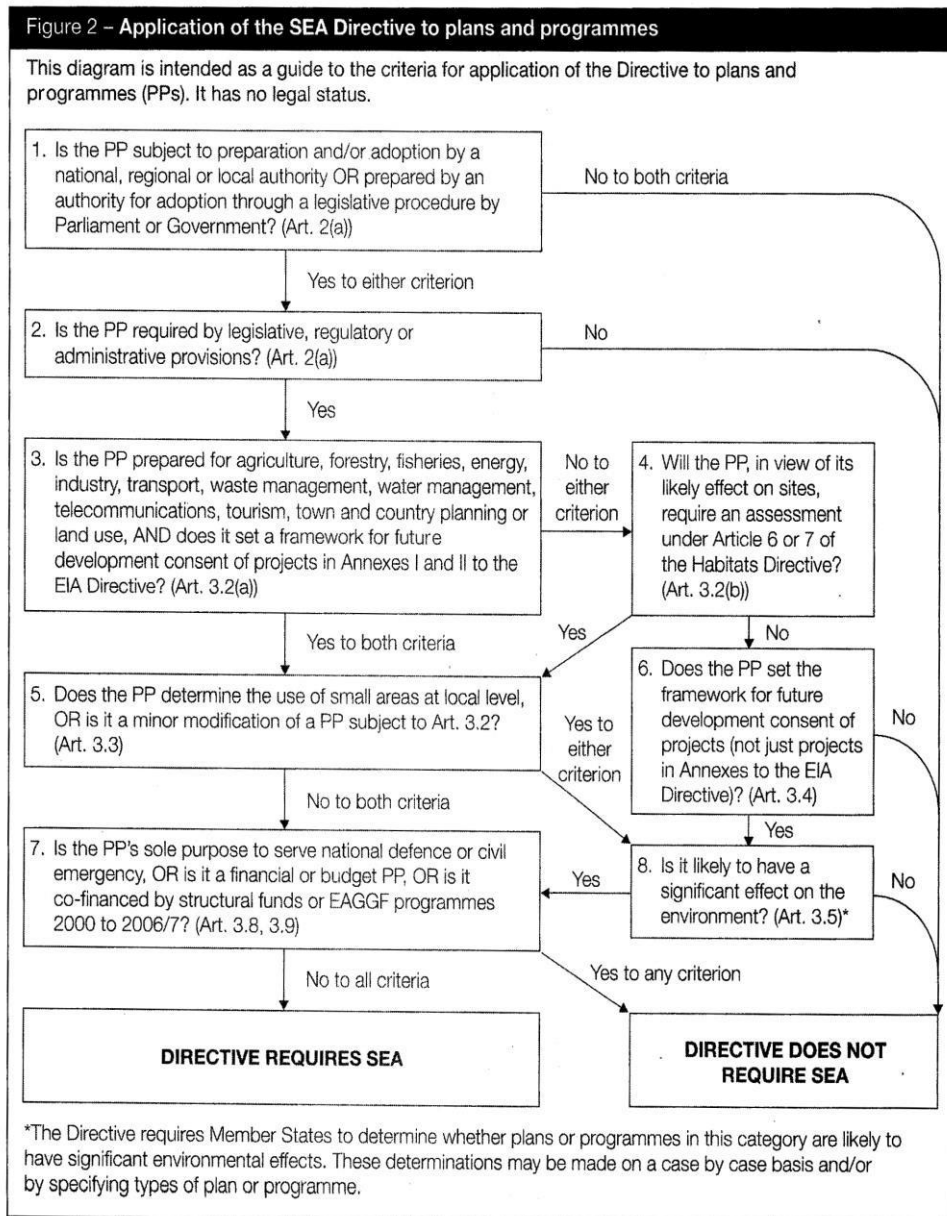 Figure 2 – Application of the SEA Directive to plans and programmes
This diagram is intended as a guide to the criteria for application of the Directive to plans and
programmes (PPs). It has no legal status.
1. Is the PP subject to preparation and/or adoption by a
national, regional or local authority OR prepared by an
authority for adoption through a legislative procedure by
Parliament or Government? (Art. 2(a))
No to both criteria
Yes to either criterion
2. Is the PP required by legislative, regulatory or
administrative provisions? (Art. 2(a))
No
Yes
3. Is the PP prepared for agriculture, forestry, fisheries, energy,
industry, transport, waste management, water management,
telecommunications, tourism, town and country planning or
land use, AND does it set a framework for future
development consent of projects in Annexes I and II to the
EIA Directive? (Art. 3.2(a))
No to
either
criterion
4. Will the PP, in view of its
likely effect on sites,
require an assessment
under Article 6 or 7 of
the Habitats Directive?
(Art. 3.2(b))
Yes to both criteria
Yes
No
5. Does the PP determine the use of small areas at local level,
OR is it a minor modification of a PP subject to Art. 3.2?
(Art. 3.3)
Yes to
either
criterion
6. Does the PP set the
framework for future
development consent of
projects (not just projects
in Annexes to the EIA
Directive)? (Art. 3.4)
No
No to both criteria
Yes
7. Is the PP's sole purpose to serve national defence or civil
emergency, OR is it a financial or budget PP, OR is it
co-financed by structural funds or EAGGF programmes
2000 to 2006/7? (Art. 3.8, 3.9)
Yes
8. Is it likely to have a
significant effect on the
environment? (Art. 3.5)*
No
No to all criteria
Yes to any criterion
DIRECTIVE REQUIRES SEA
DIRECTIVE DOES NOT
REQUIRE SEA
*The Directive requires Member States to determine whether plans or programmes in this category are likely to
have significant environmental effects. These determinations may be made on a case by case basis and/or
by specifying types of plan or programme.